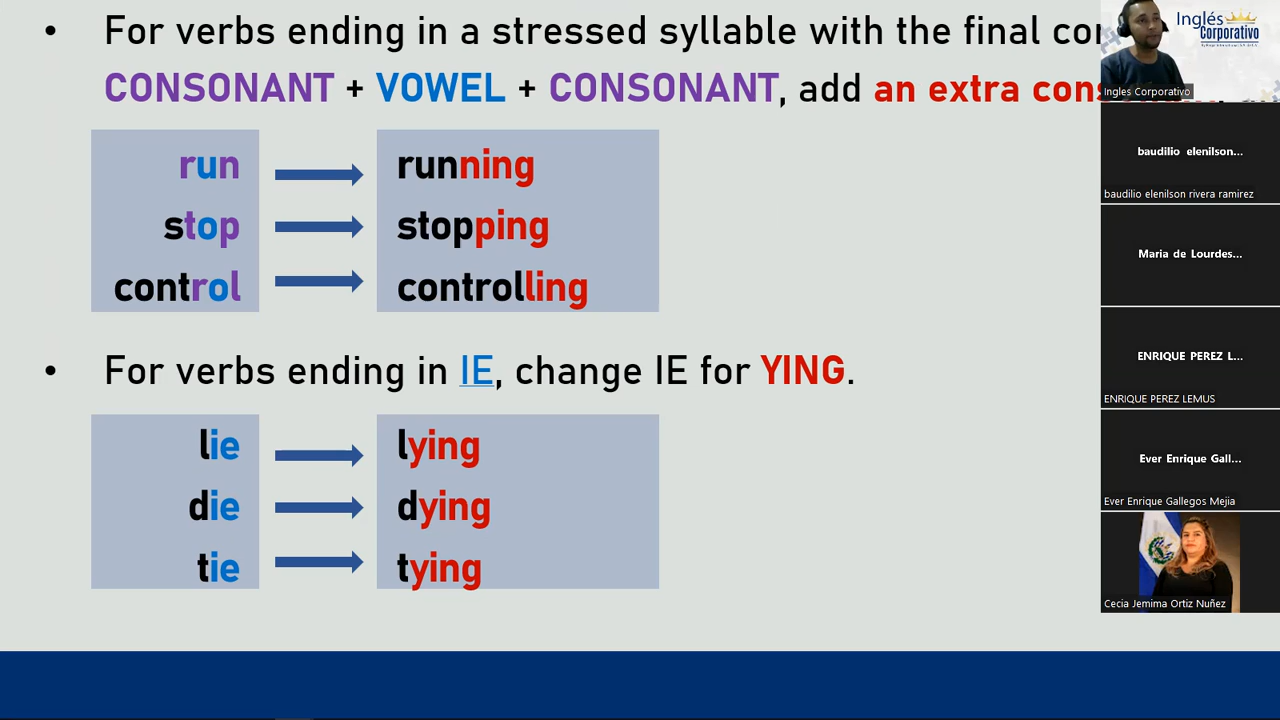 • For verbs ending in a stressed syllable with the final
CONSONANT + VOWEL + CONSONANT, add an extra
run
running
stop
stopping
control
controlling
• For verbs ending in IE, change IE for YING.
lie
lying
die
dying
tie
tying
Inglés
Corporativo
Ingles Corporativo
baudilio elenilson...
baudilio elenilson rivera ramirez
Maria de Lourdes...
ENRIQUE PEREZ L...
ENRIQUE PEREZ LEMUS
Ever Enrique Gall...
Ever Enrique Gallegos Mejia
Cecia Jemima Ortiz Nuñez